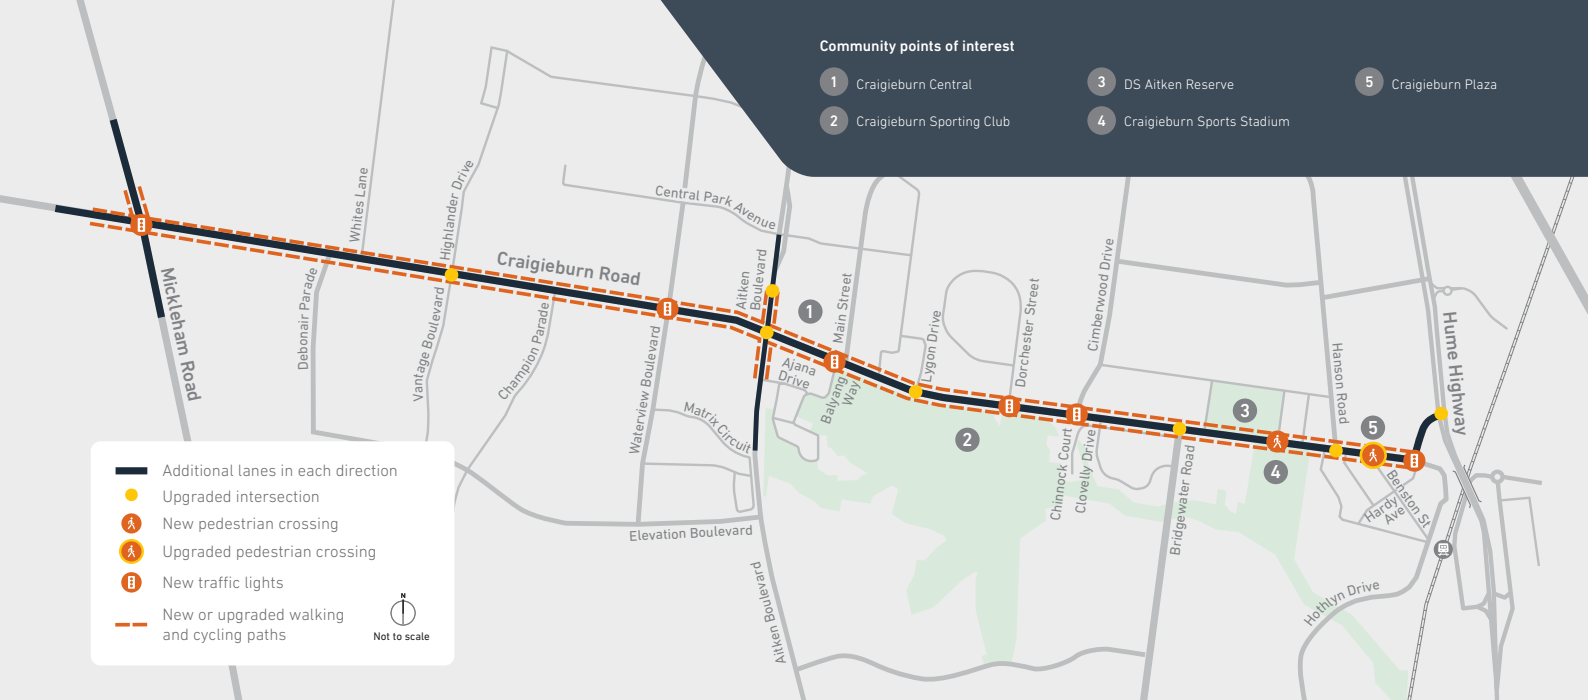 Community points of interest
1 Craigieburn Central
2 Craigieburn Sporting Club
3 DS Aitken Reserve
4 Craigieburn Sports Stadium
5 Craigieburn Plaza
Whites Lane
Highlander Drive
Central Park Avenue
Craigieburn Road
Mickleham Road
Debonair Parade
Vantage Boulevard
Champion Parade
Waterview Boulevard
Aitken
Boulevard
1
Main Street
Ajana
Drive
Balyang
Way
Matrix Circuit
Lygon Drive
Dorchester Street
Cimberwood Drive
2
3
4
5
Hanson Road
Hume Highway
Chinnock Court
Clovelly Drive
Bridgewater Road
Benston St
Hardy
Ave
Elevation Boulevard
Aitken Boulevard
Hothlyn Drive
Additional lanes in each direction
Upgraded intersection
New pedestrian crossing
Upgraded pedestrian crossing
New traffic lights
New or upgraded walking
and cycling paths
N
Not to scale